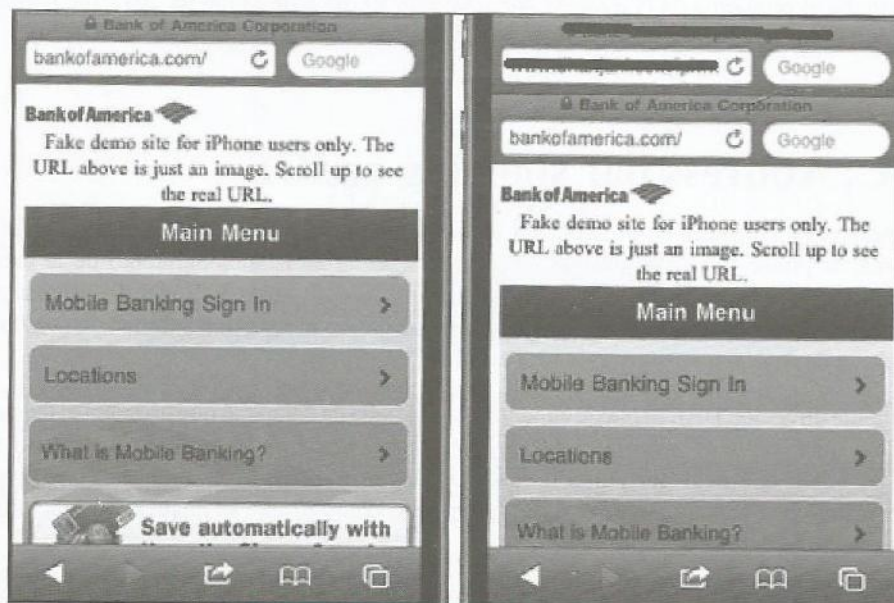 Bank of America Corporation
bankofamerica.com/
Google
Bank of America
Fake demo site for iPhone users only. The
URL above is just an image. Scroll up to see
the real URL.
Main Menu
Mobile Banking Sign In
Locations
What is Mobile Banking?
Save automatically with
Google
Bank of America Corporation
bankofamerica.com/
Google
Bank of America
Fake demo site for iPhone users only. The
URL above is just an image. Scroll up to see
the real URL.
Main Menu
Mobile Banking Sign In
Locations
What is Mobile Banking?